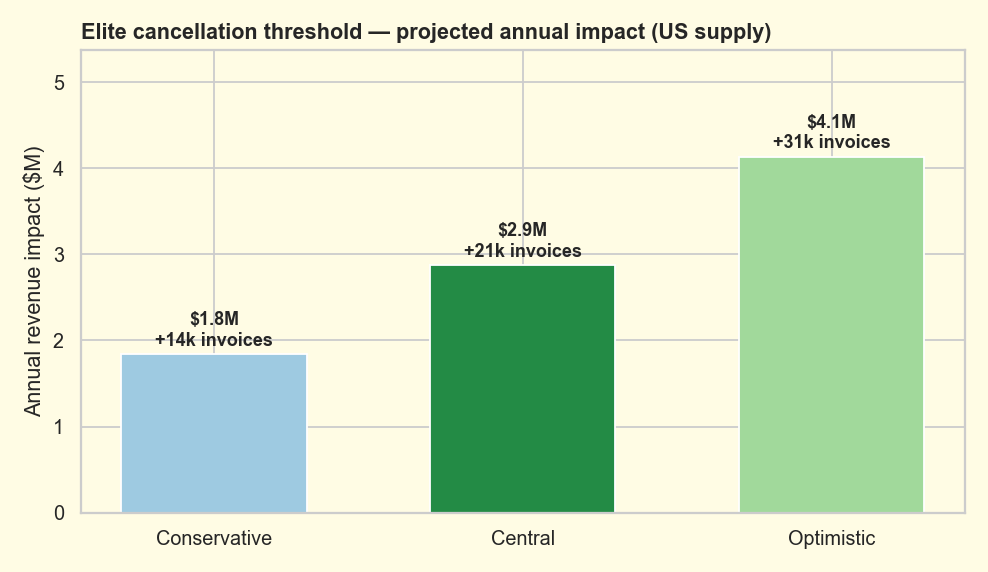 Elite cancellation threshold — projected annual impact (US supply)
Annual revenue impact ($M)
5
4
3
2
1
0
$1.8M
+14k invoices
$2.9M
+21k invoices
$4.1M
+31k invoices
Conservative
Central
Optimistic